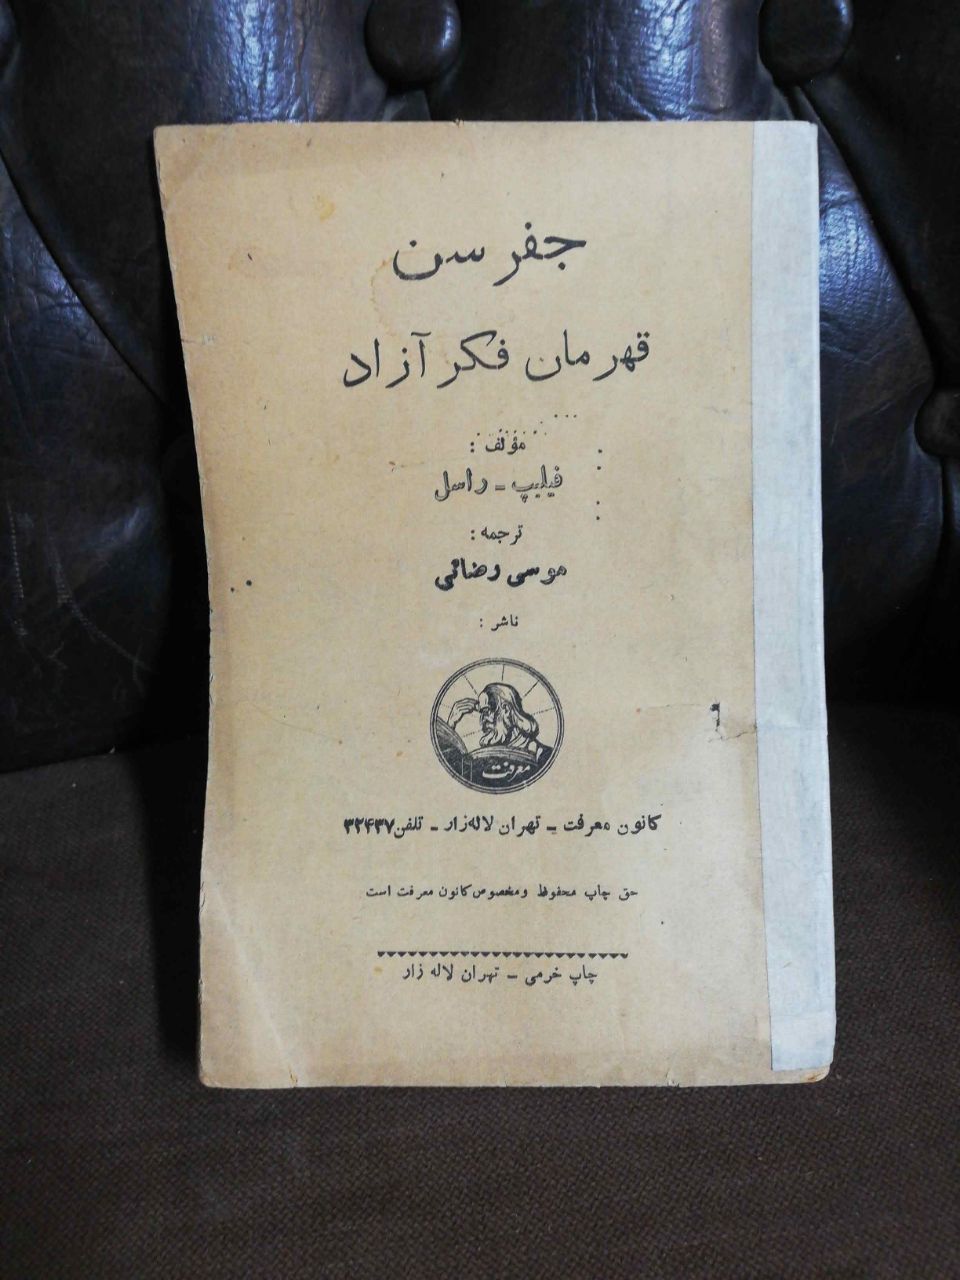 جفرسن
قهرمان فکر آزاد
مؤلف :
فیلیپ - راسل
ترجمه :
موسی رضائی
ناشر :
معرفت
کانون معرفت - تهران لاله‌زار - تلفن ۳۲۴۳۷
حق چاپ محفوظ ومخصوص کانون معرفت است
چاپ خرمی - تهران لاله زار